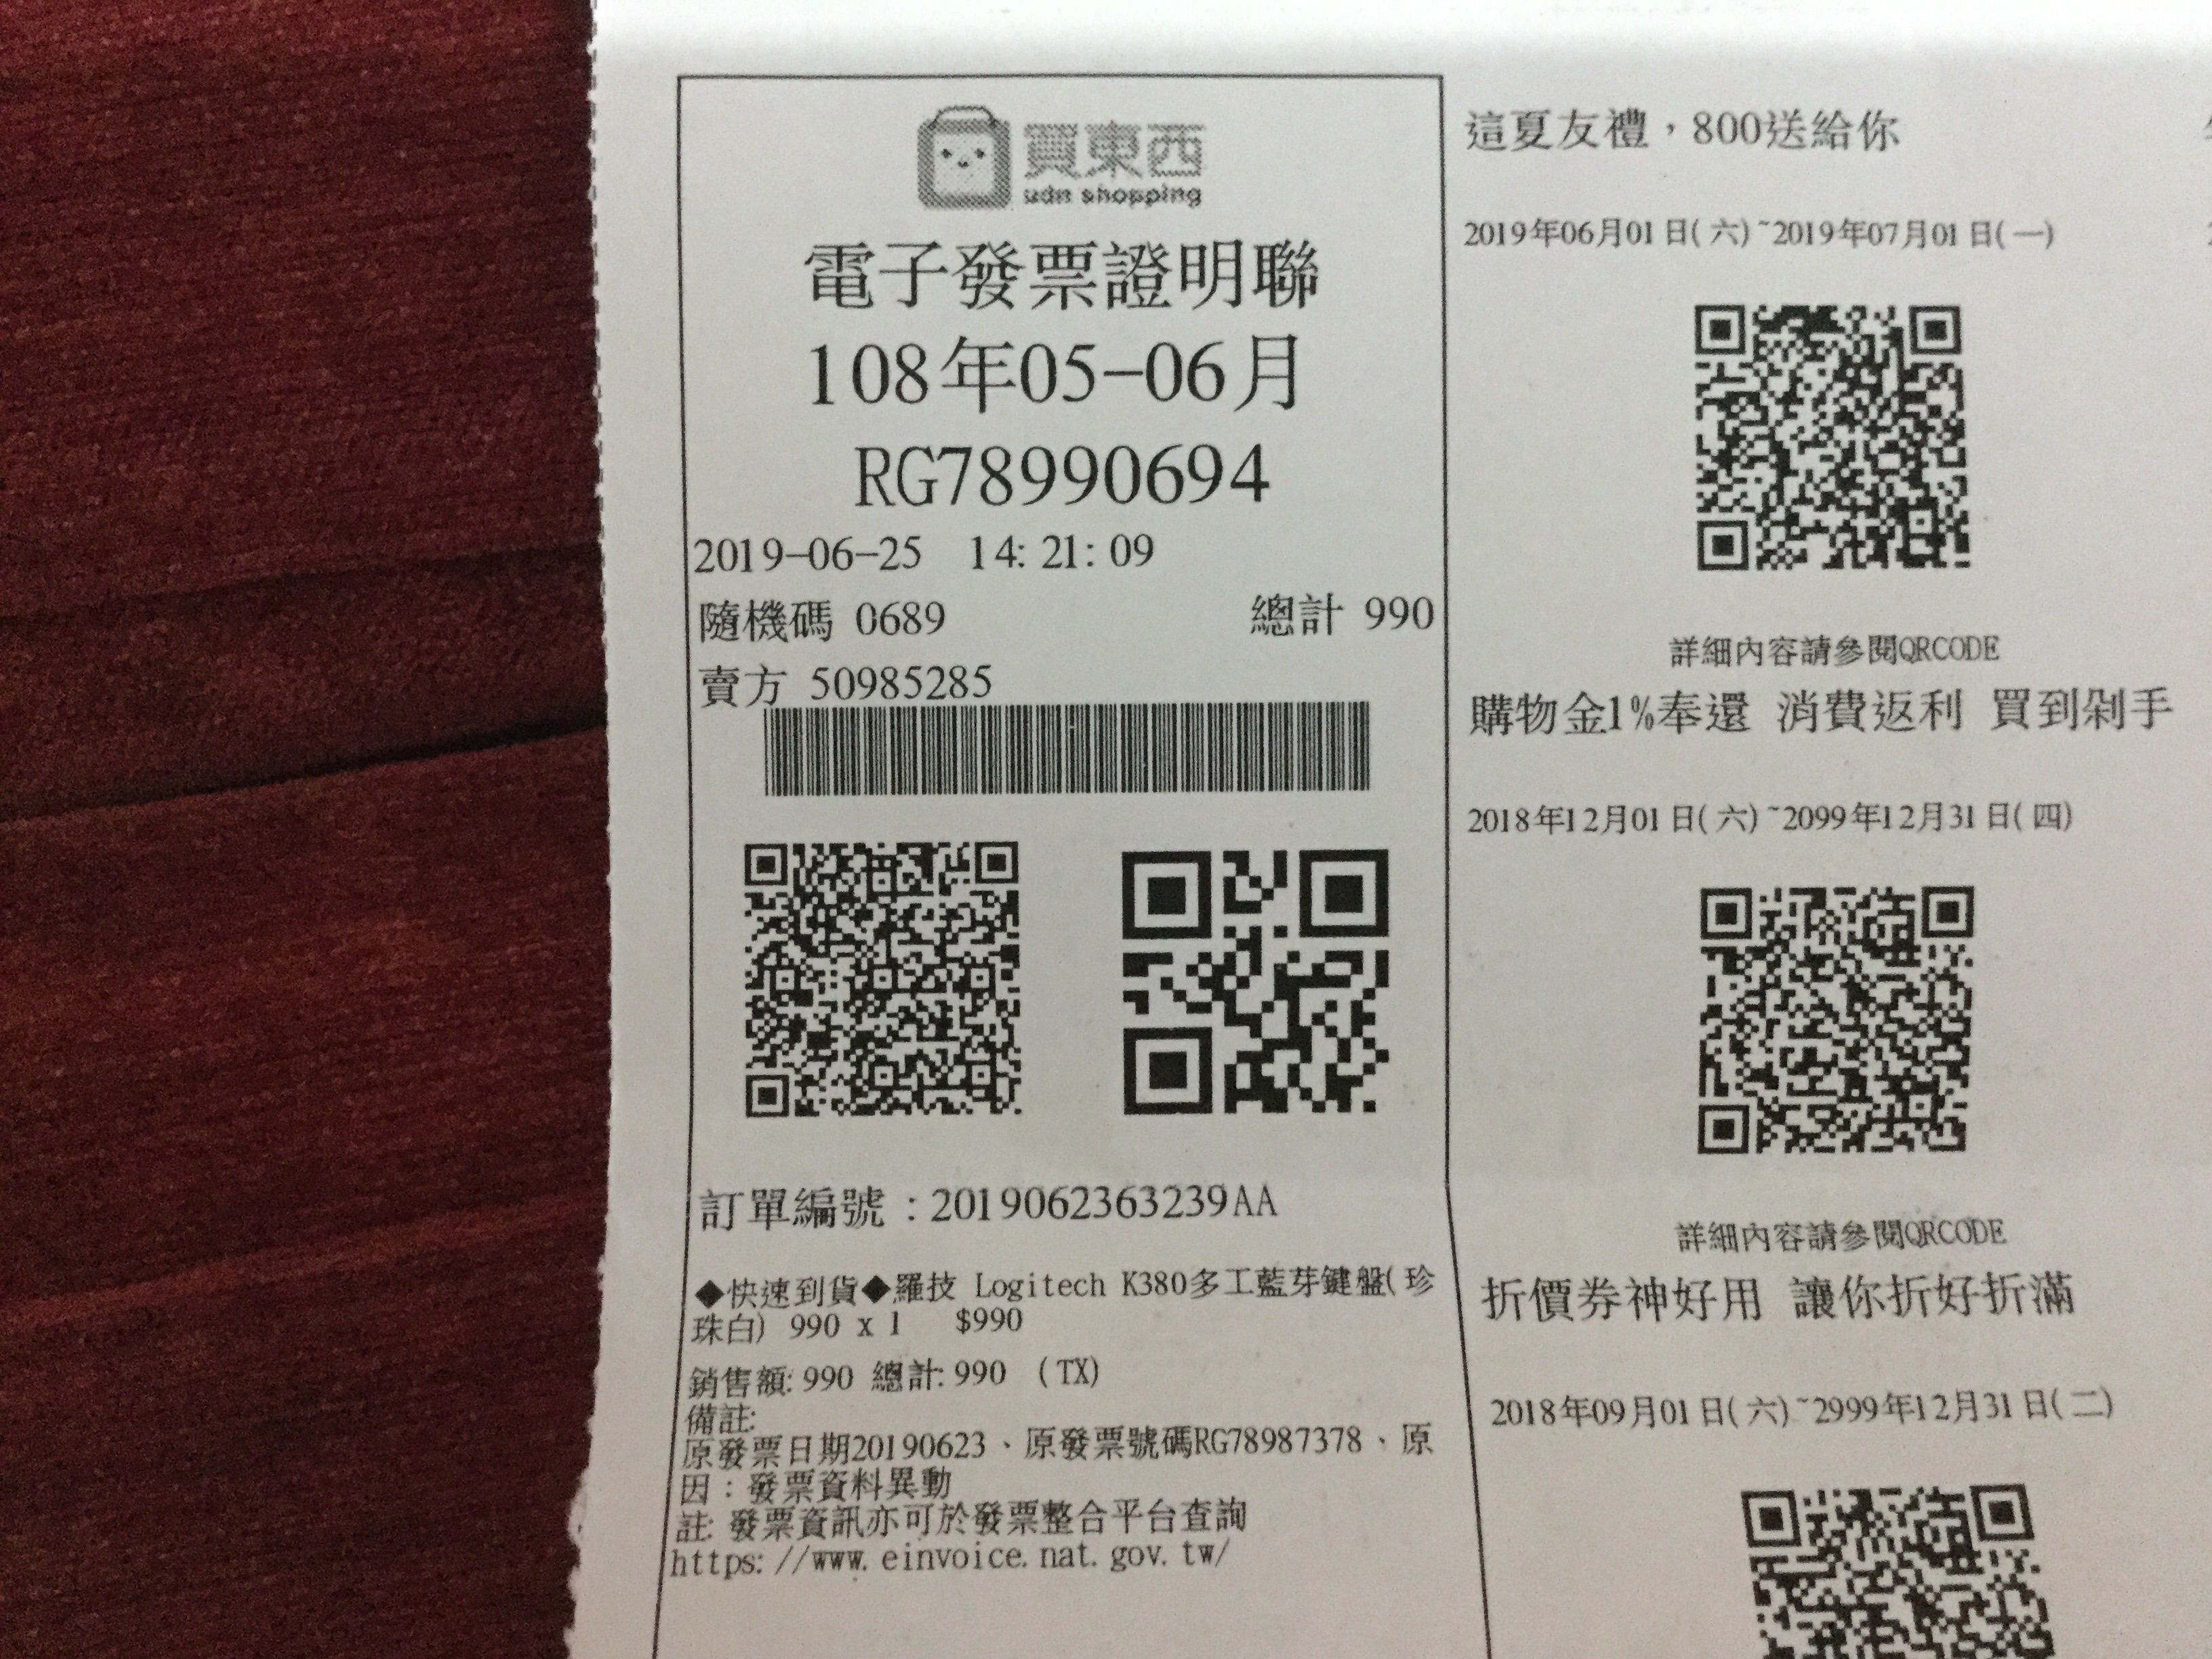 買東西
udn shopping
電子發票證明聯
108年05-06月
RG78990694
2019-06-25 14:21:09
隨機碼 0689 總計 990
賣方 50985285
訂單編號:2019062363239AA
◆快速到貨◆羅技 Logitech K380多工藍芽鍵盤(珍
珠白) 990 x 1 $990
銷售額:990 總計:990 (TX)
備註:
原發票日期20190623、原發票號碼RG78987378、原
因:發票資料異動
註:發票資訊亦可於發票整合平台查詢
https://www.einvoice.nat.gov.tw/
這夏友禮,800送給你
2019年06月01日(六)~2019年07月01日(一)
詳細內容請參閱QRCODE
購物金1%奉還 消費返利 買到剁手
2018年12月01日(六)~2099年12月31日(四)
詳細內容請參閱QRCODE
折價券神好用 讓你折好折滿
2018年09月01日(六)~2999年12月31日(二)